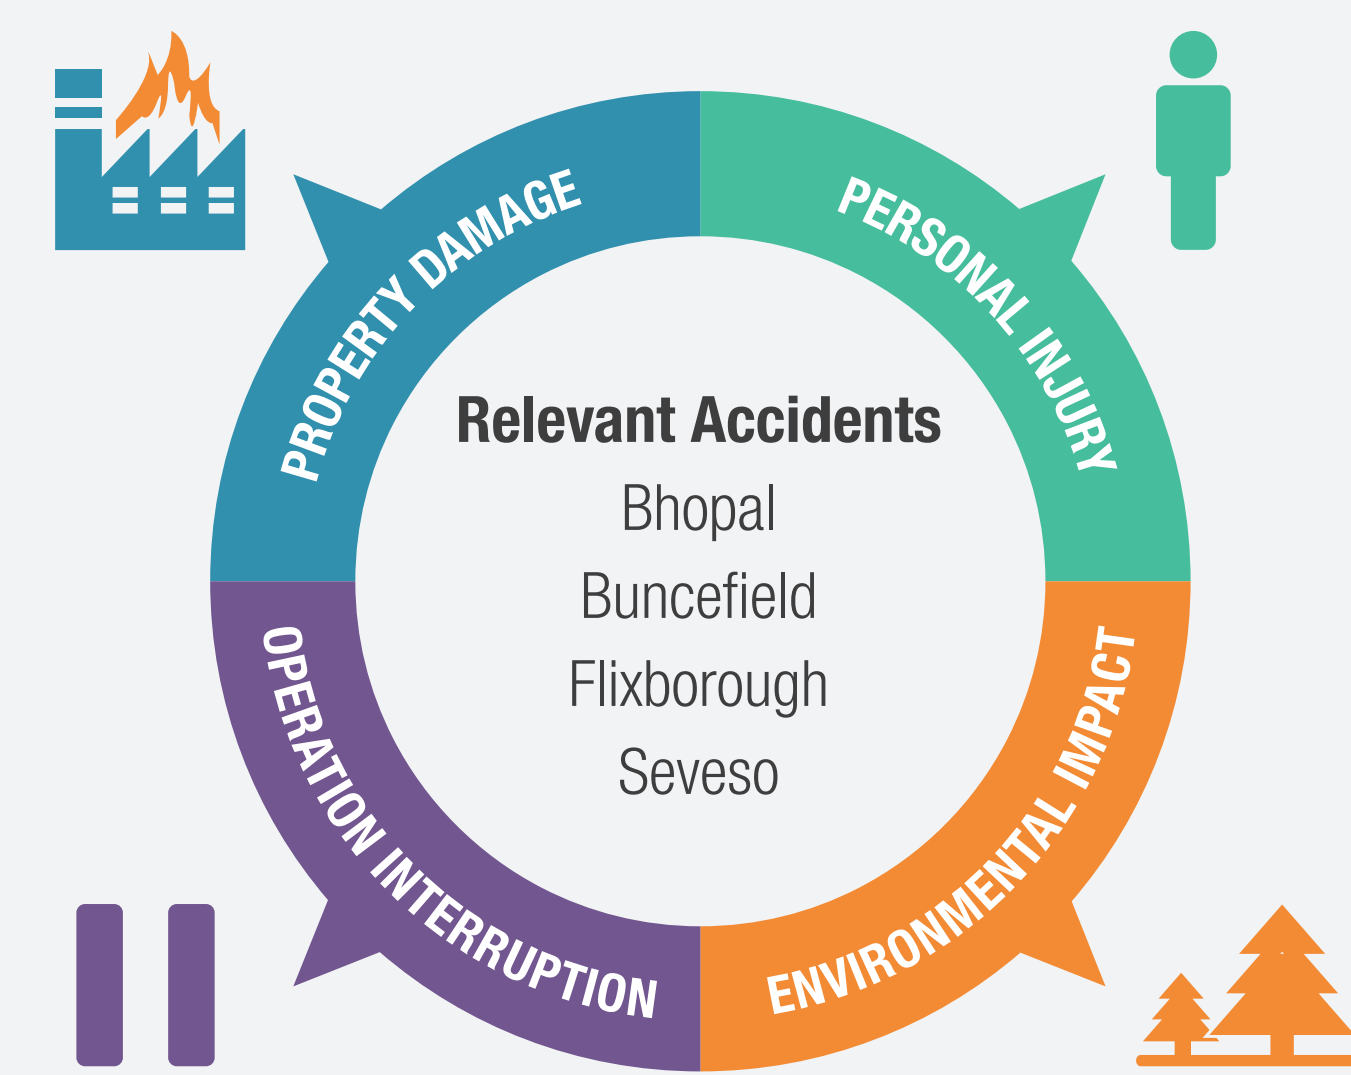 PROPERTY DAMAGE
PERSONAL INJURY
Relevant Accidents
Bhopal
Buncefield
Flixborough
Seveso
OPERATION INTERRUPTION
ENVIRONMENTAL IMPACT